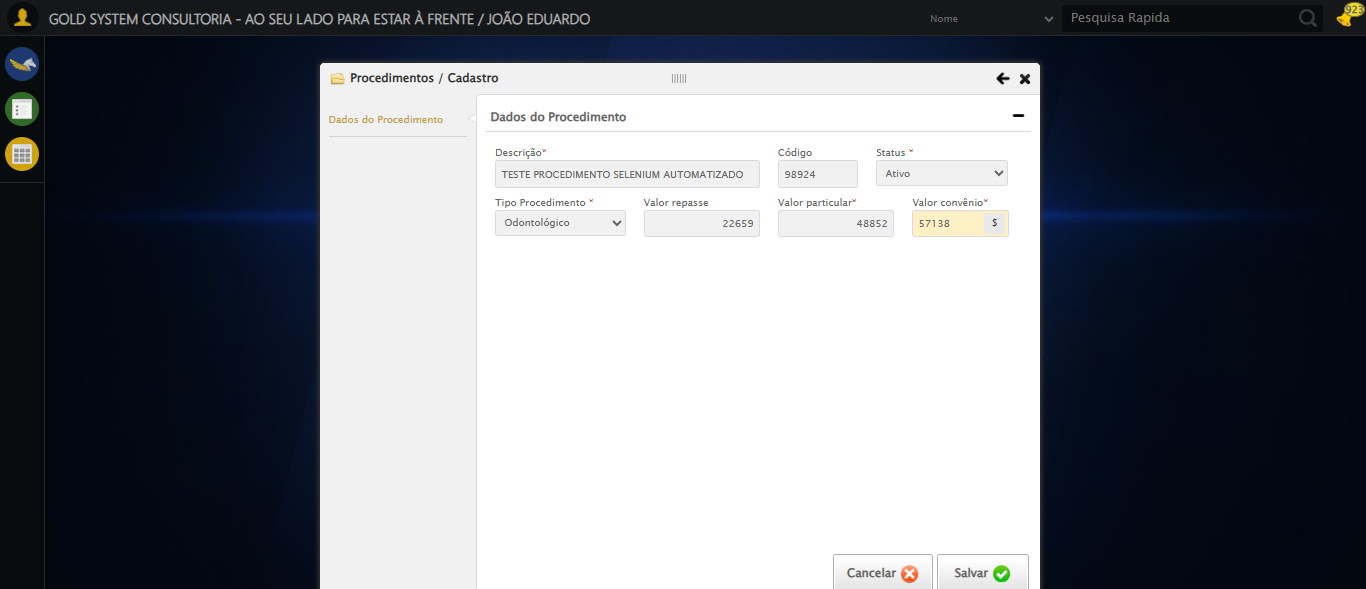 GOLD SYSTEM CONSULTORIA - AO SEU LADO PARA ESTAR À FRENTE / JOÃO EDUARDO
Nome
Pesquisa Rapida
923
Procedimentos / Cadastro
Dados do Procedimento
Dados do Procedimento
Descrição* Código Status *
TESTE PROCEDIMENTO SELENIUM AUTOMATIZADO 98924 Ativo
Tipo Procedimento * Valor repasse Valor particular* Valor convênio*
Odontológico 22659 48852 57138 $
Cancelar Salvar